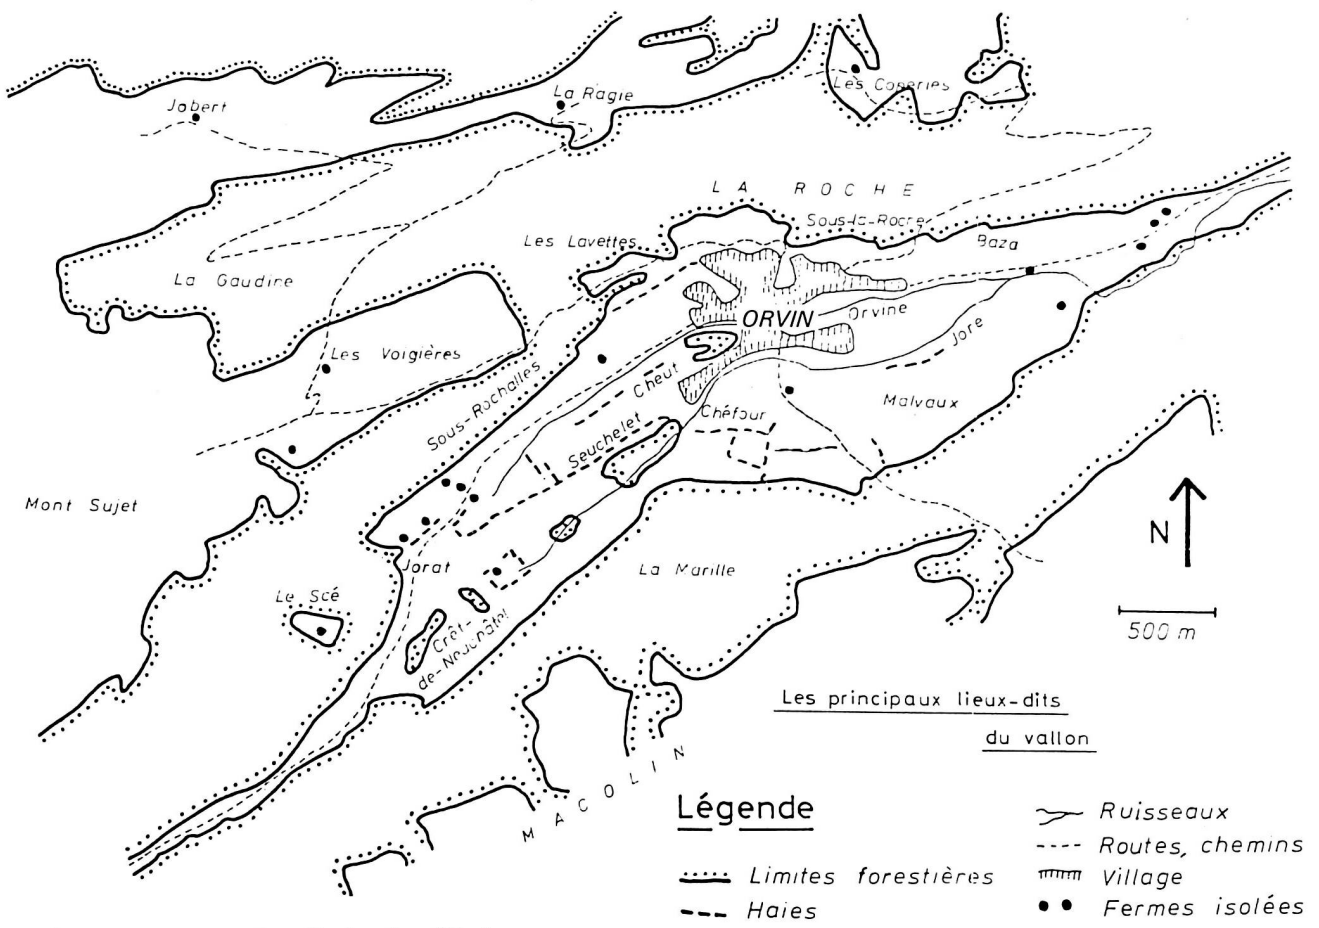 Jobert
La Ragie
Les Coperies
LA ROCHE
Sous-la-Roche
Les Lavettes
Baza
La Gaudine
ORVIN
Orvine
Jore
Les Voigières
Sous-Rochalles
Cheut
Malvaux
Chéfour
Seuchelet
Mont Sujet
N
Jorat
La Marille
Le Scé
Crêt-
de-Neuchâtel
500 m
Les principaux lieux-dits
du vallon
MACOLIN
Légende
Ruisseaux
Routes, chemins
Limites forestières
Village
Haies
Fermes isolées